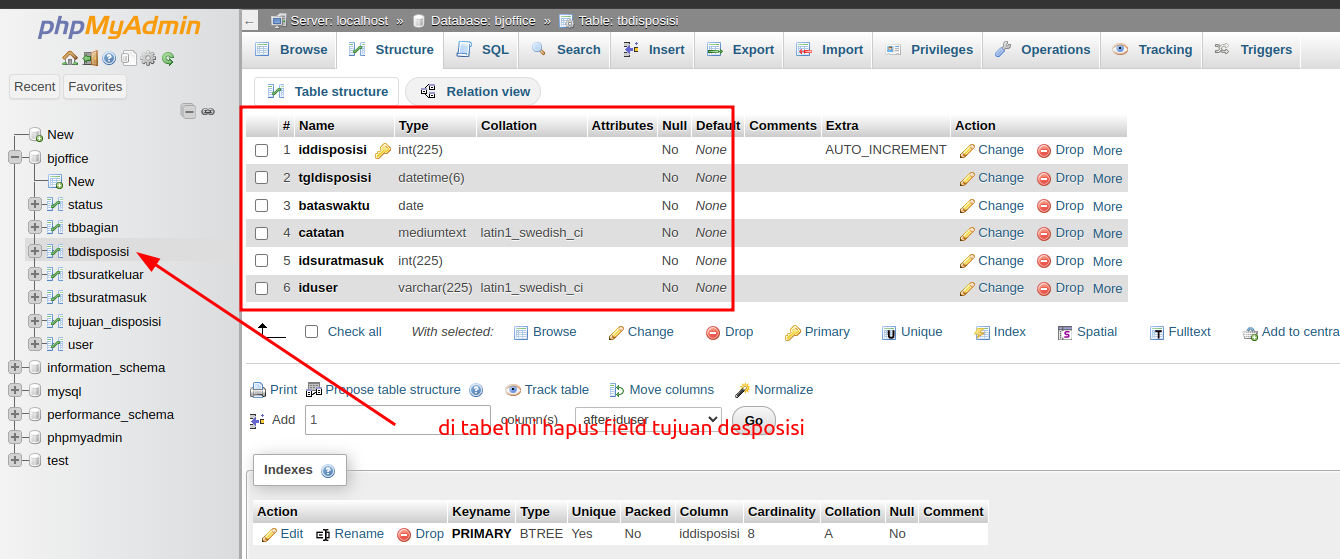 phpMyAdmin
Recent Favorites
New
bjoffice
New
status
tbbagian
tbdisposisi
tbsuratkeluar
tbsuratmasuk
tujuan_disposisi
user
information_schema
mysql
performance_schema
phpmyadmin
test
Server: localhost » Database: bjoffice » Table: tbdisposisi
Browse Structure SQL Search Insert Export Import Privileges Operations Tracking Triggers
Table structure Relation view
# Name Type Collation Attributes Null Default Comments Extra Action
1 iddisposisi int(225) No None AUTO_INCREMENT Change Drop More
2 tgldisposisi datetime(6) No None Change Drop More
3 bataswaktu date No None Change Drop More
4 catatan mediumtext latin1_swedish_ci No None Change Drop More
5 idsuratmasuk int(225) No None Change Drop More
6 iduser varchar(225) latin1_swedish_ci No None Change Drop More
Check all With selected: Browse Change Drop Primary Unique Index Spatial Fulltext Add to centra
Print Propose table structure Track table Move columns Normalize
Add 1 column(s) after iduser Go
di tabel ini hapus field tujuan desposisi
Indexes
Action Keyname Type Unique Packed Column Cardinality Collation Null Comment
Edit Rename Drop PRIMARY BTREE Yes No iddisposisi 8 A No